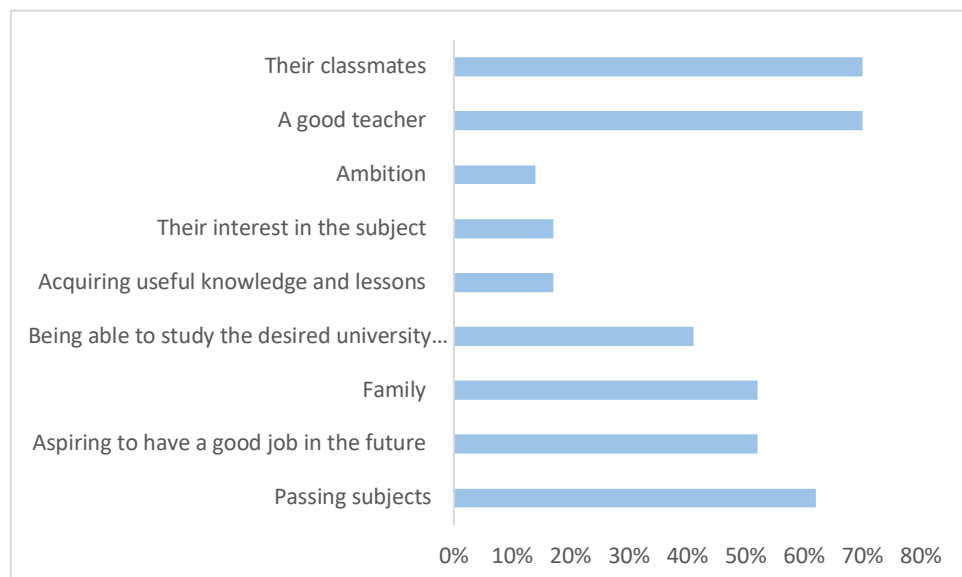 Their classmates
A good teacher
Ambition
Their interest in the subject
Acquiring useful knowledge and lessons
Being able to study the desired university...
Family
Aspiring to have a good job in the future
Passing subjects
0% 10% 20% 30% 40% 50% 60% 70% 80%